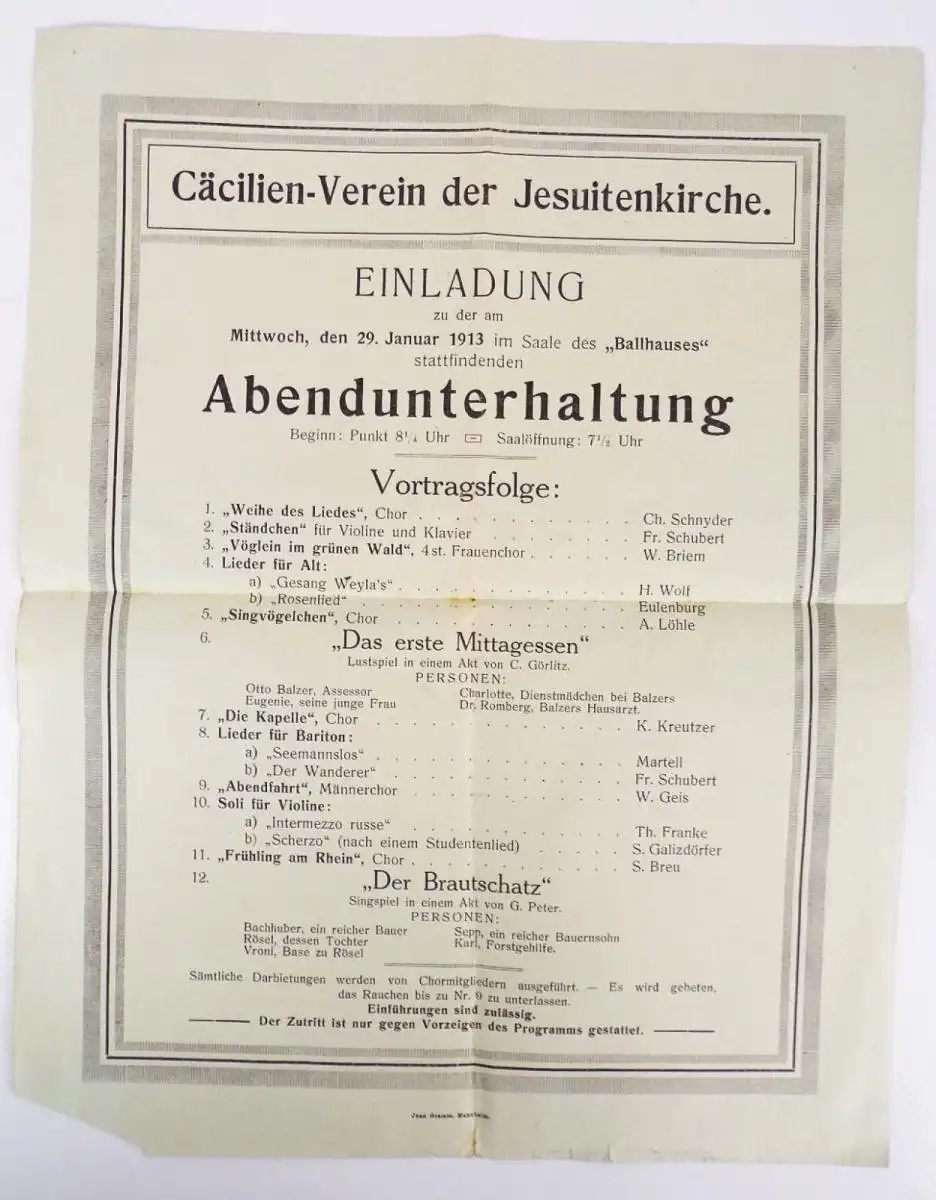 Cäcilien-Verein der Jesuitenkirche.
EINLADUNG
zu der am
Mittwoch, den 29. Januar 1913 im Saale des „Ballhauses“
stattfindenden
Abendunterhaltung
Beginn: Punkt 8¼ Uhr Saalöffnung: 7½ Uhr
Vortragsfolge:
1. „Weihe des Liedes“, Chor . . . . . . . . . . . . Ch. Schnyder
2. „Ständchen“ für Violine und Klavier . . . . . . . . Fr. Schubert
3. „Vöglein im grünen Wald“, 4 st. Frauenchor . . . . . . W. Briem
4. Lieder für Alt:
a) „Gesang Weyla's“ . . . . . . . . . . . . . H. Wolf
b) „Rosenlied“ . . . . . . . . . . . . . . . Eulenburg
5. „Singvögelchen“, Chor . . . . . . . . . . . . . A. Löhle
6. „Das erste Mittagessen“
Lustspiel in einem Akt von C. Görlitz.
PERSONEN:
Otto Balzer, Assessor Charlotte, Dienstmädchen bei Balzers
Eugenie, seine junge Frau Dr. Romberg, Balzers Hausarzt.
7. „Die Kapelle“, Chor . . . . . . . . . . . . . . K. Kreutzer
8. Lieder für Bariton:
a) „Seemannslos“ . . . . . . . . . . . . . . Martell
b) „Der Wanderer“ . . . . . . . . . . . . . Fr. Schubert
9. „Abendfahrt“, Männerchor . . . . . . . . . . . . W. Geis
10. Soli für Violine:
a) „Intermezzo russe“ . . . . . . . . . . . . Th. Franke
b) „Scherzo“ (nach einem Studentenlied) . . . . . S. Galizdörfer
11. „Frühling am Rhein“, Chor . . . . . . . . . . . . S. Breu
12. „Der Brautschatz“
Singspiel in einem Akt von G. Peter.
PERSONEN:
Bachhuber, ein reicher Bauer Sepp, ein reicher Bauernsohn
Rösel, dessen Tochter Karl, Forstgehilfe.
Vroni, Base zu Rösel
Sämtliche Darbietungen werden von Chormitgliedern ausgeführt. — Es wird gebeten,
das Rauchen bis zu Nr. 9 zu unterlassen.
Einführungen sind zulässig.
Der Zutritt ist nur gegen Vorzeigen des Programms gestattet.
Jean Gremm, Mannheim.